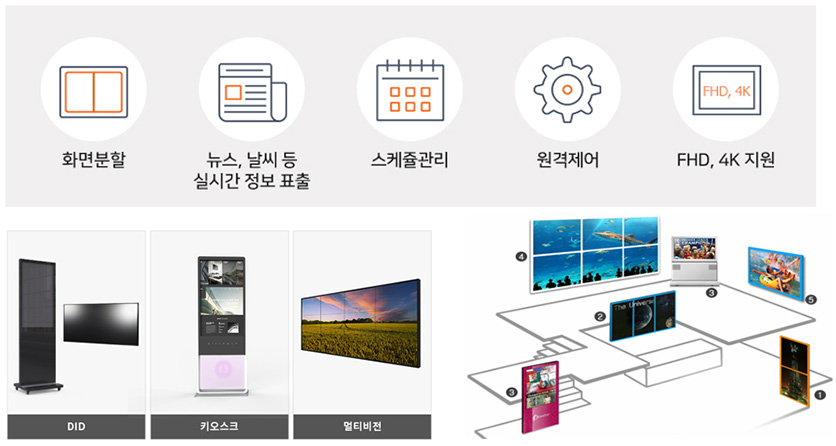 화면분할
뉴스, 날씨 등
실시간 정보 표출
스케쥴관리
원격제어
FHD, 4K
FHD, 4K 지원
DID
키오스크
멀티비전
4
3
5
2
The Universe
3
1